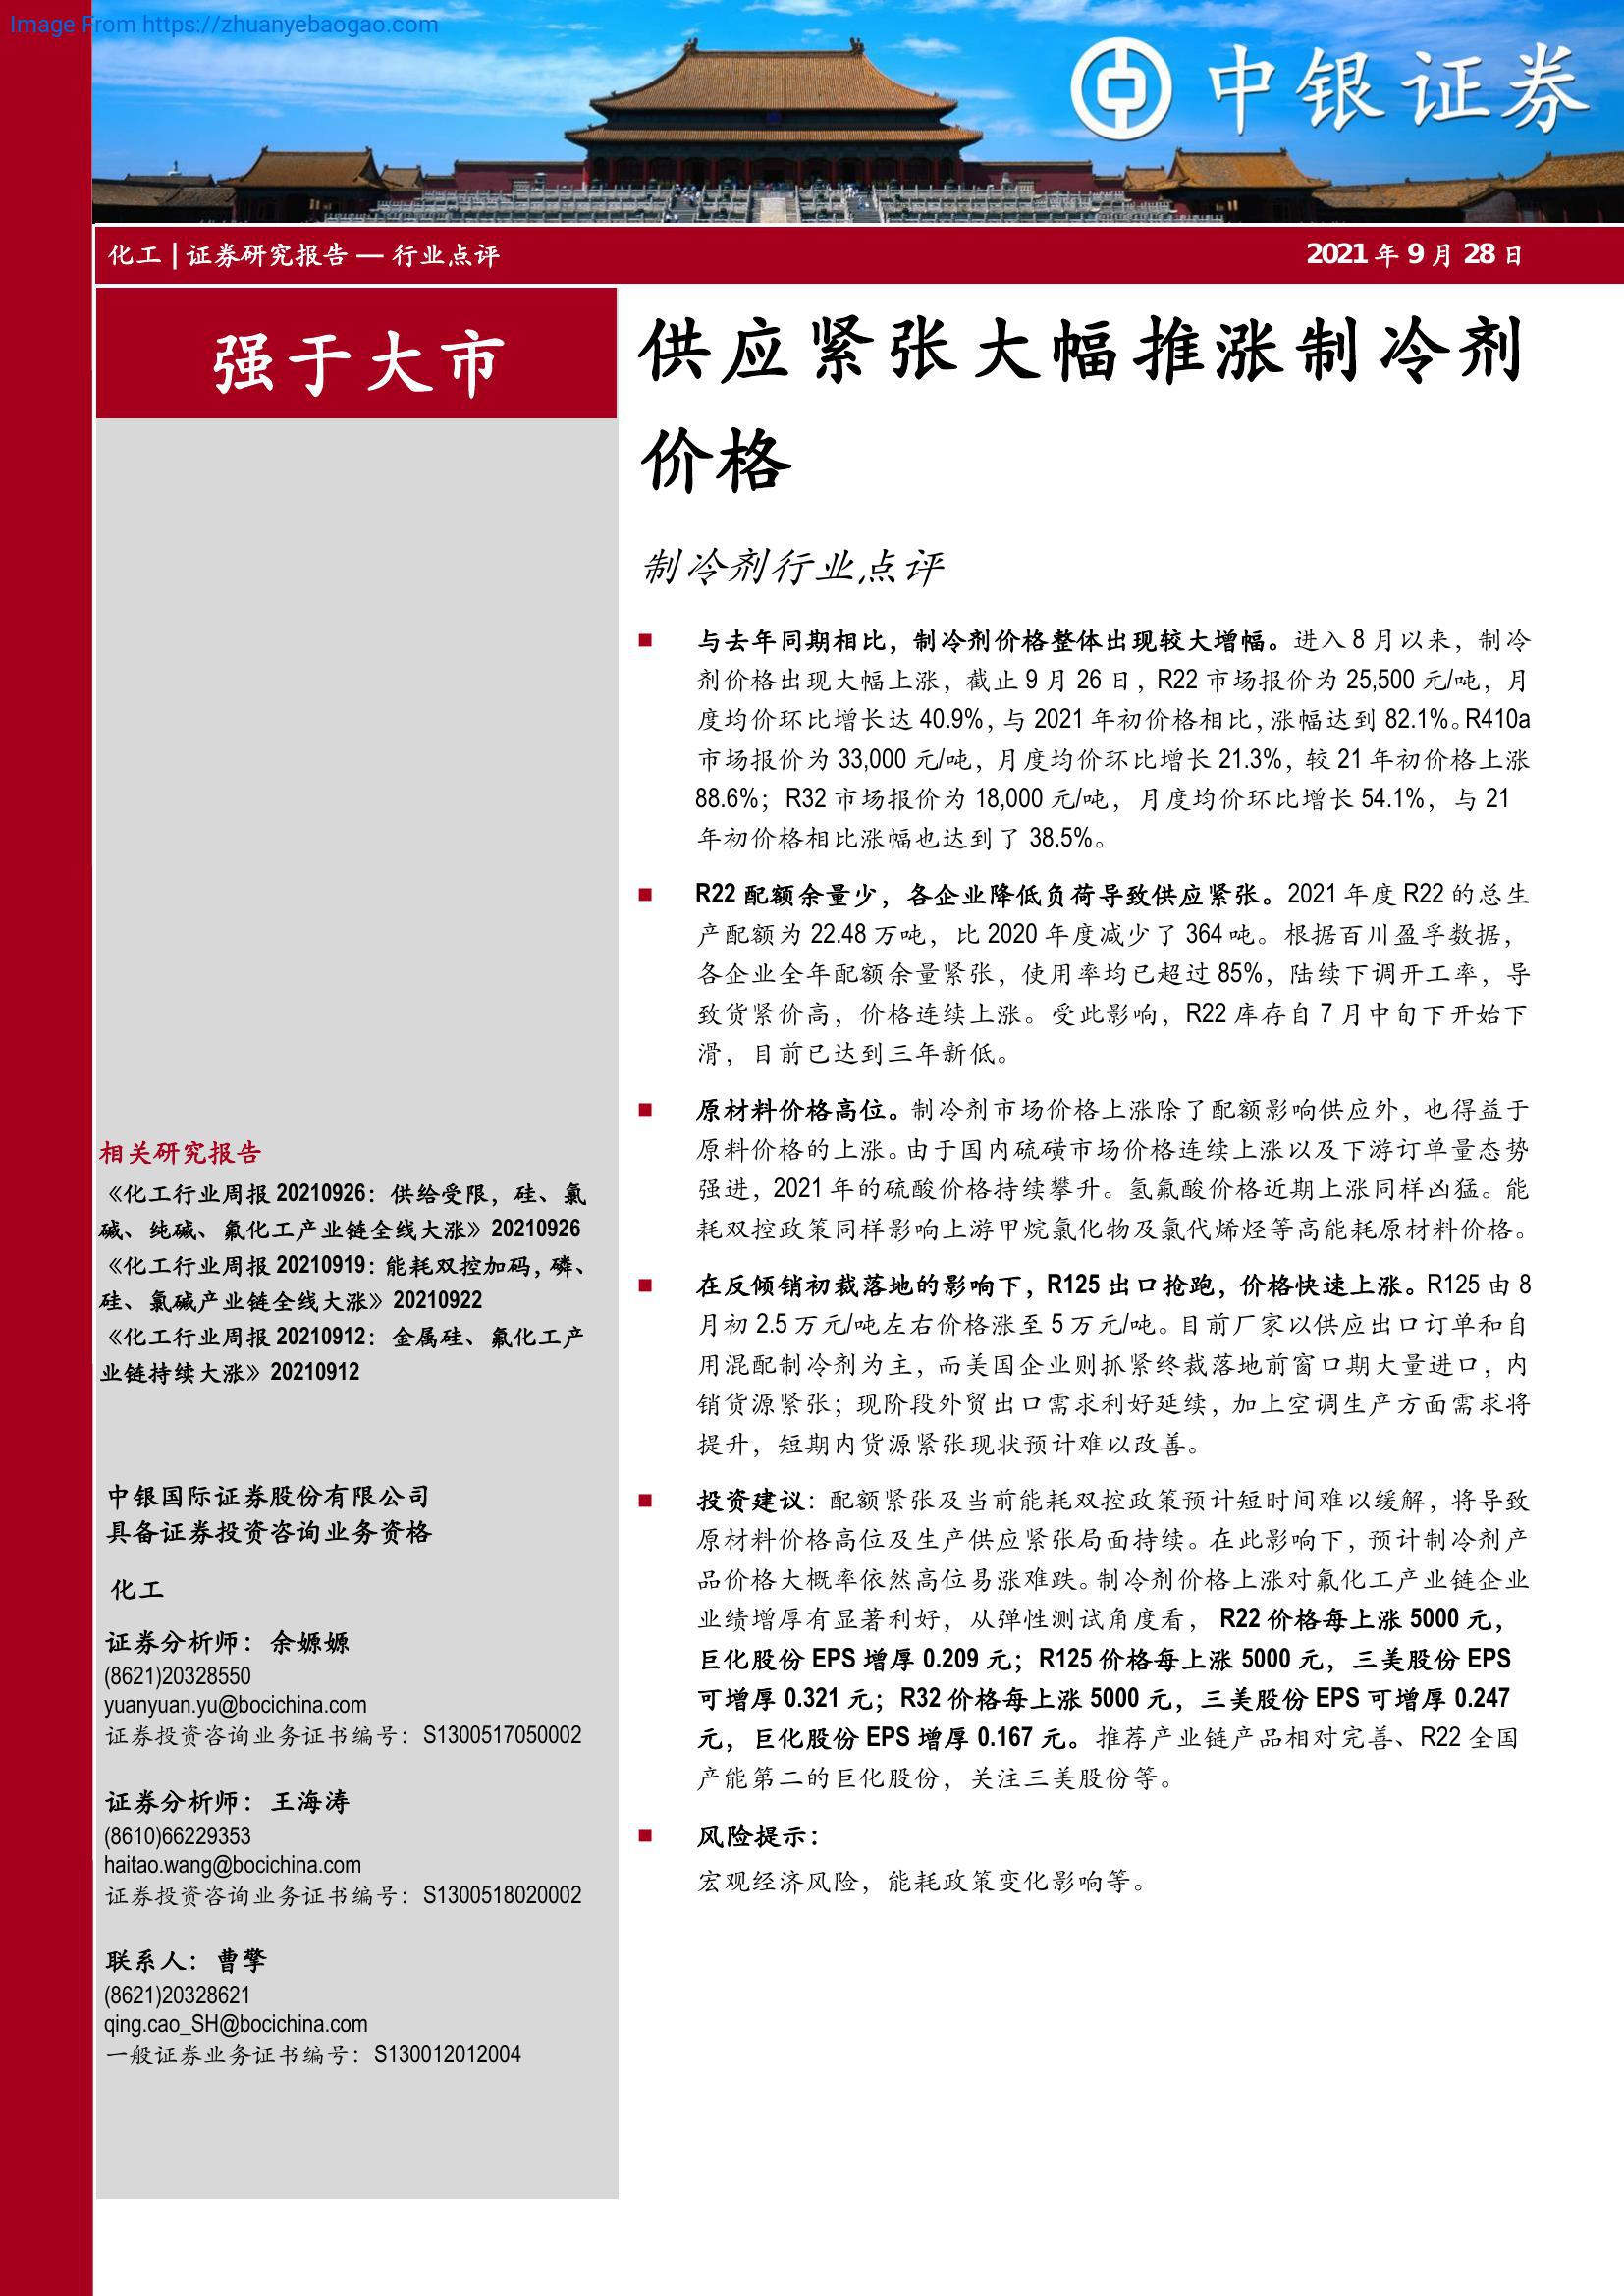 Image From https://zhuanyebaogao.com
中银证券
化工 | 证券研究报告 — 行业点评
2021 年 9 月 28 日
强于大市
相关研究报告
《化工行业周报 20210926：供给受限，硅、氯
碱、纯碱、氟化工产业链全线大涨》20210926
《化工行业周报 20210919：能耗双控加码，磷、
硅、氯碱产业链全线大涨》20210922
《化工行业周报 20210912：金属硅、氟化工产
业链持续大涨》20210912
中银国际证券股份有限公司
具备证券投资咨询业务资格
化工
证券分析师：余嫄嫄
(8621)20328550
yuanyuan.yu@bocichina.com
证券投资咨询业务证书编号：S1300517050002
证券分析师：王海涛
(8610)66229353
haitao.wang@bocichina.com
证券投资咨询业务证书编号：S1300518020002
联系人：曹擎
(8621)20328621
qing.cao_SH@bocichina.com
一般证券业务证书编号：S130012012004
供应紧张大幅推涨制冷剂
价格
制冷剂行业点评
■ 与去年同期相比，制冷剂价格整体出现较大增幅。进入 8 月以来，制冷
剂价格出现大幅上涨，截止 9 月 26 日，R22 市场报价为 25,500 元/吨，月
度均价环比增长达 40.9%，与 2021 年初价格相比，涨幅达到 82.1%。R410a
市场报价为 33,000 元/吨，月度均价环比增长 21.3%，较 21 年初价格上涨
88.6%；R32 市场报价为 18,000 元/吨，月度均价环比增长 54.1%，与 21
年初价格相比涨幅也达到了 38.5%。
■ R22 配额余量少，各企业降低负荷导致供应紧张。2021 年度 R22 的总生
产配额为 22.48 万吨，比 2020 年度减少了 364 吨。根据百川盈孚数据，
各企业全年配额余量紧张，使用率均已超过 85%，陆续下调开工率，导
致货紧价高，价格连续上涨。受此影响，R22 库存自 7 月中旬下开始下
滑，目前已达到三年新低。
■ 原材料价格高位。制冷剂市场价格上涨除了配额影响供应外，也得益于
原料价格的上涨。由于国内硫磺市场价格连续上涨以及下游订单量态势
强进，2021 年的硫酸价格持续攀升。氢氟酸价格近期上涨同样凶猛。能
耗双控政策同样影响上游甲烷氯化物及氯代烯烃等高能耗原材料价格。
■ 在反倾销初裁落地的影响下，R125 出口抢跑，价格快速上涨。R125 由 8
月初 2.5 万元/吨左右价格涨至 5 万元/吨。目前厂家以供应出口订单和自
用混配制冷剂为主，而美国企业则抓紧终裁落地前窗口期大量进口，内
销货源紧张；现阶段外贸出口需求利好延续，加上空调生产方面需求将
提升，短期内货源紧张现状预计难以改善。
■ 投资建议：配额紧张及当前能耗双控政策预计短时间难以缓解，将导致
原材料价格高位及生产供应紧张局面持续。在此影响下，预计制冷剂产
品价格大概率依然高位易涨难跌。制冷剂价格上涨对氟化工产业链企业
业绩增厚有显著利好，从弹性测试角度看，R22 价格每上涨 5000 元，
巨化股份 EPS 增厚 0.209 元；R125 价格每上涨 5000 元，三美股份 EPS
可增厚 0.321 元；R32 价格每上涨 5000 元，三美股份 EPS 可增厚 0.247
元，巨化股份 EPS 增厚 0.167 元。推荐产业链产品相对完善、R22 全国
产能第二的巨化股份，关注三美股份等。
■ 风险提示：
宏观经济风险，能耗政策变化影响等。